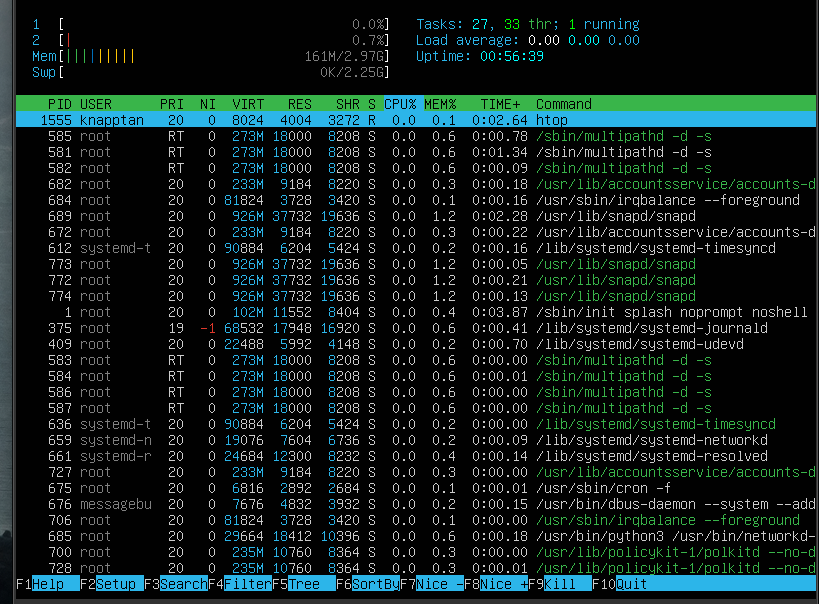 1 [ 0.0%] Tasks: 27, 33 thr; 1 running
2 [| 0.7%] Load average: 0.00 0.00 0.00
Mem[|||||||||| 161M/2.97G] Uptime: 00:56:39
Swp[ 0K/2.25G]
PID USER PRI NI VIRT RES SHR S CPU% MEM% TIME+ Command
1555 knapptan 20 0 8024 4004 3272 R 0.0 0.1 0:02.64 htop
585 root RT 0 273M 18000 8208 S 0.0 0.6 0:00.78 /sbin/multipathd -d -s
581 root RT 0 273M 18000 8208 S 0.0 0.6 0:01.34 /sbin/multipathd -d -s
582 root RT 0 273M 18000 8208 S 0.0 0.6 0:00.09 /sbin/multipathd -d -s
682 root 20 0 233M 9184 8220 S 0.0 0.3 0:00.18 /usr/lib/accountsservice/accounts-d
684 root 20 0 81824 3728 3420 S 0.0 0.1 0:00.16 /usr/sbin/irqbalance --foreground
689 root 20 0 926M 37732 19636 S 0.0 1.2 0:02.28 /usr/lib/snapd/snapd
672 root 20 0 233M 9184 8220 S 0.0 0.3 0:00.22 /usr/lib/accountsservice/accounts-d
612 systemd-t 20 0 90884 6204 5424 S 0.0 0.2 0:00.16 /lib/systemd/systemd-timesyncd
773 root 20 0 926M 37732 19636 S 0.0 1.2 0:00.05 /usr/lib/snapd/snapd
772 root 20 0 926M 37732 19636 S 0.0 1.2 0:00.21 /usr/lib/snapd/snapd
774 root 20 0 926M 37732 19636 S 0.0 1.2 0:00.13 /usr/lib/snapd/snapd
1 root 20 0 102M 11552 8404 S 0.0 0.4 0:03.87 /sbin/init splash noprompt noshell
375 root 19 -1 68532 17948 16920 S 0.0 0.6 0:00.41 /lib/systemd/systemd-journald
409 root 20 0 22488 5992 4148 S 0.0 0.2 0:00.70 /lib/systemd/systemd-udevd
583 root RT 0 273M 18000 8208 S 0.0 0.6 0:00.00 /sbin/multipathd -d -s
584 root RT 0 273M 18000 8208 S 0.0 0.6 0:00.01 /sbin/multipathd -d -s
586 root RT 0 273M 18000 8208 S 0.0 0.6 0:00.00 /sbin/multipathd -d -s
587 root RT 0 273M 18000 8208 S 0.0 0.6 0:00.00 /sbin/multipathd -d -s
636 systemd-t 20 0 90884 6204 5424 S 0.0 0.2 0:00.00 /lib/systemd/systemd-timesyncd
659 systemd-n 20 0 19076 7604 6736 S 0.0 0.2 0:00.09 /lib/systemd/systemd-networkd
661 systemd-r 20 0 24684 12300 8232 S 0.0 0.4 0:00.14 /lib/systemd/systemd-resolved
727 root 20 0 233M 9184 8220 S 0.0 0.3 0:00.00 /usr/lib/accountsservice/accounts-d
675 root 20 0 6816 2892 2684 S 0.0 0.1 0:00.01 /usr/sbin/cron -f
676 messagebu 20 0 7676 4832 3932 S 0.0 0.2 0:00.15 /usr/bin/dbus-daemon --system --add
706 root 20 0 81824 3728 3420 S 0.0 0.1 0:00.00 /usr/sbin/irqbalance --foreground
685 root 20 0 29664 18412 10396 S 0.0 0.6 0:00.18 /usr/bin/python3 /usr/bin/networkd-
700 root 20 0 235M 10760 8364 S 0.0 0.3 0:00.01 /usr/lib/policykit-1/polkitd --no-d
728 root 20 0 235M 10760 8364 S 0.0 0.3 0:00.01 /usr/lib/policykit-1/polkitd --no-d
F1Help F2Setup F3SearchF4FilterF5Tree F6SortByF7Nice -F8Nice +F9Kill F10Quit